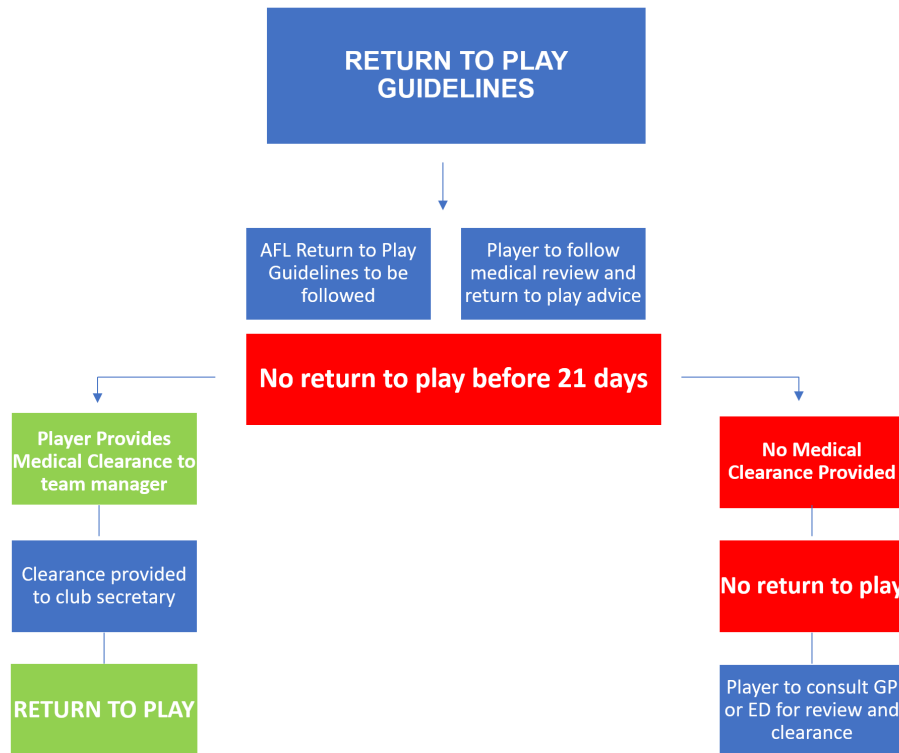 RETURN TO PLAY
GUIDELINES
AFL Return to Play
Guidelines to be
followed
Player to follow
medical review and
return to play advice
No return to play before 21 days
Player Provides
Medical Clearance to
team manager
Clearance provided
to club secretary
RETURN TO PLAY
No Medical
Clearance Provided
No return to play
Player to consult GP
or ED for review and
clearance